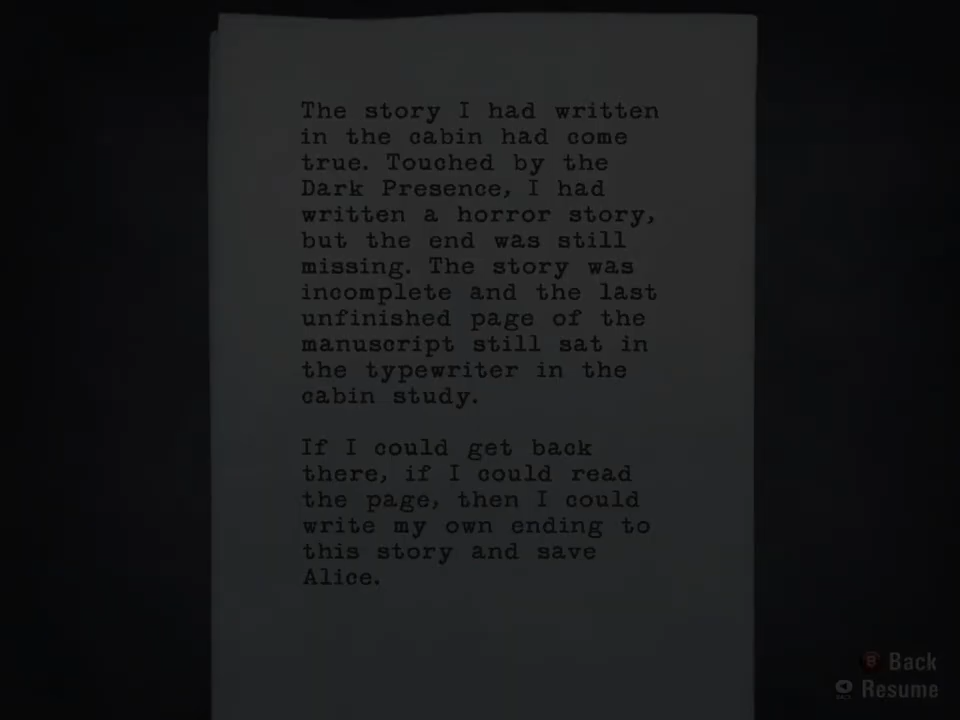 The story I had written
in the cabin had come
true. Touched by the
Dark Presence, I had
written a horror story,
but the end was still
missing. The story was
incomplete and the last
unfinished page of the
manuscript still sat in
the typewriter in the
cabin study.
If I could get back
there, if I could read
the page, then I could
write my own ending to
this story and save
Alice.
B Back
BACK Resume